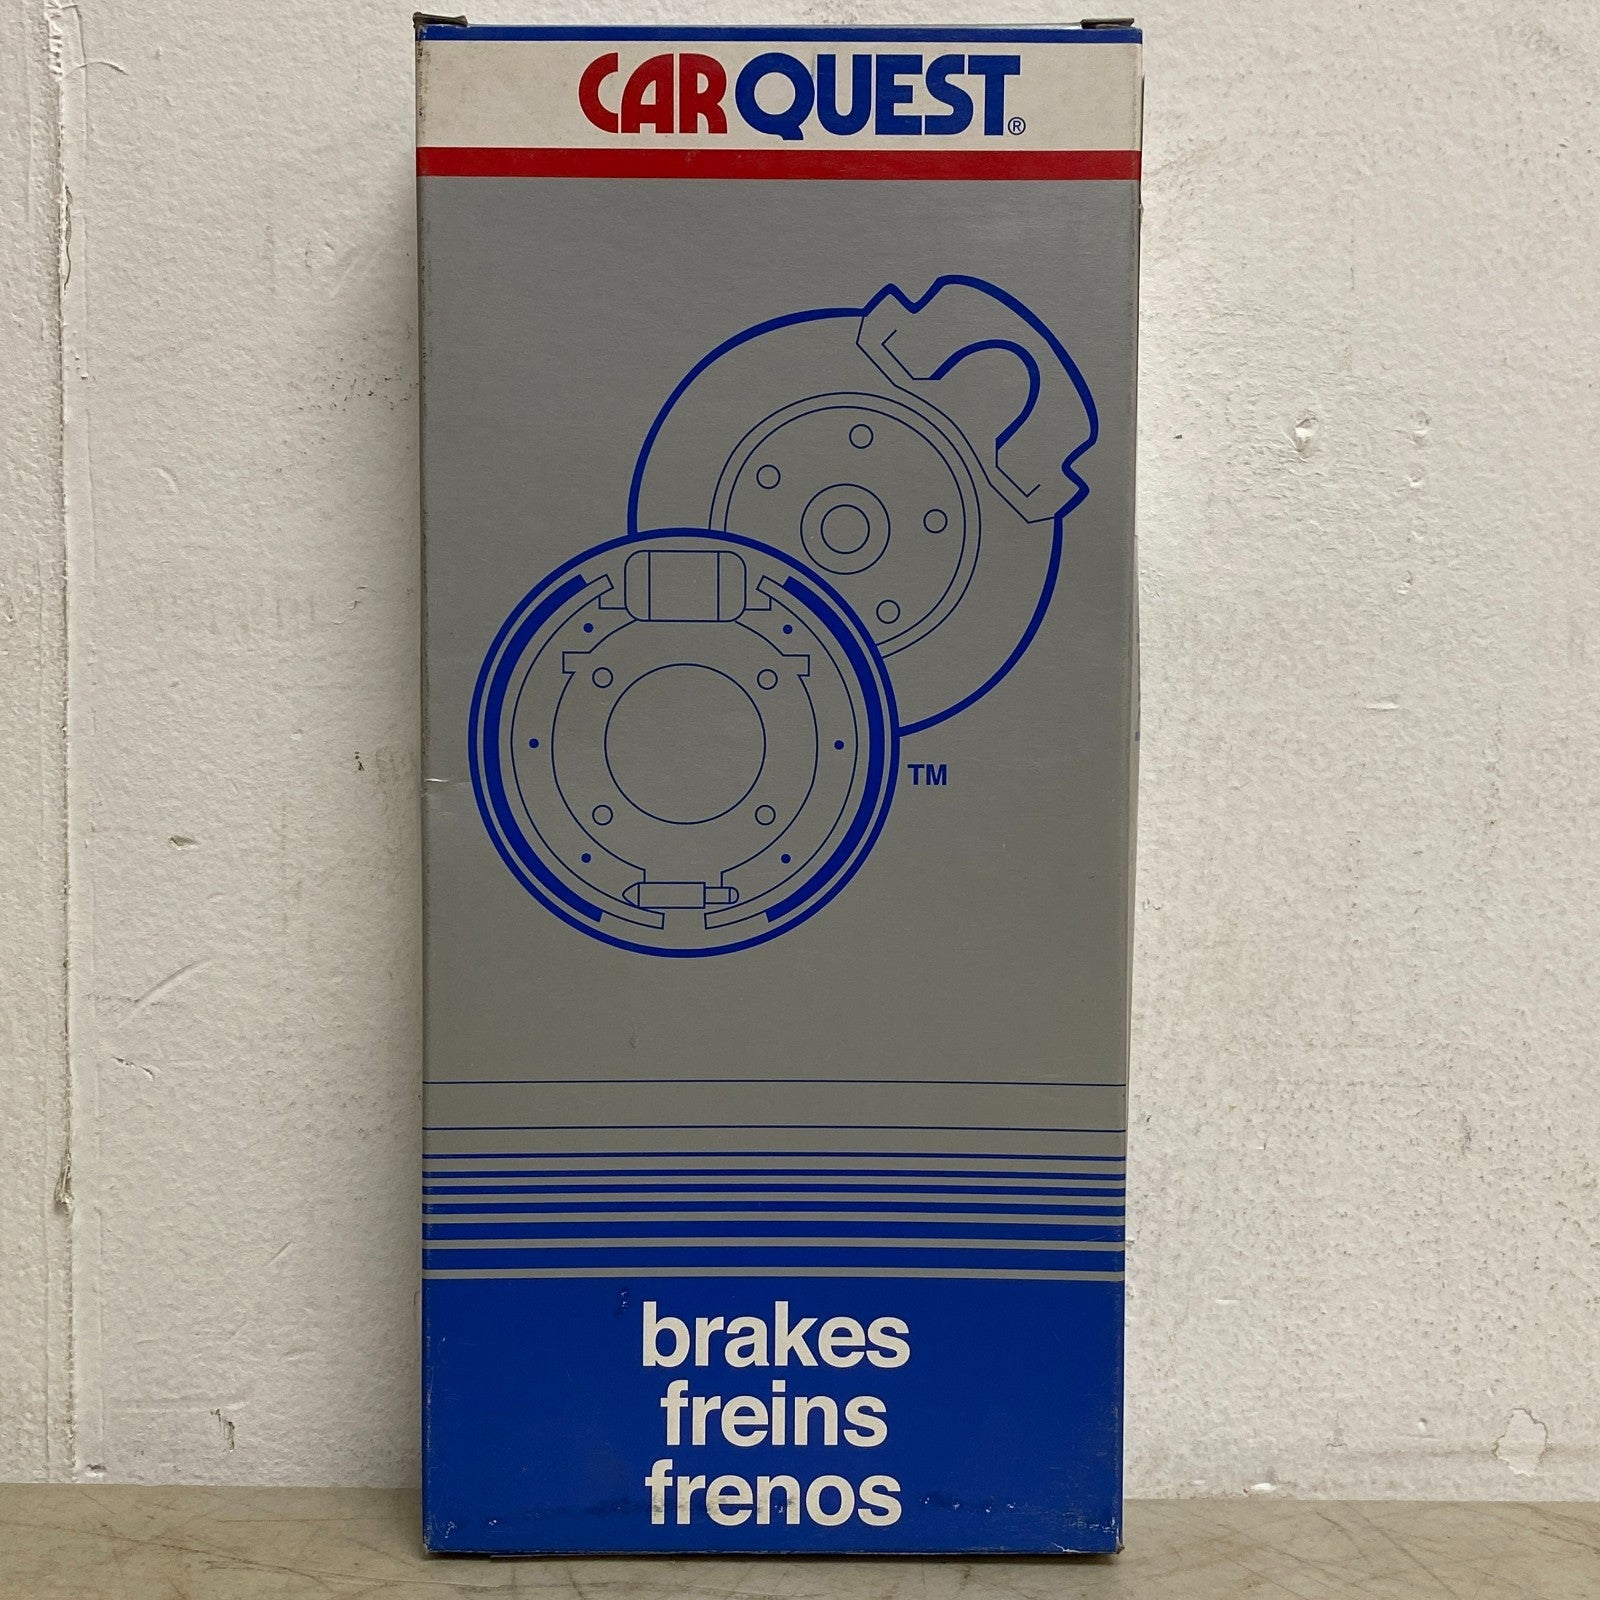 CARQUEST®
TM
brakes
freins
frenos